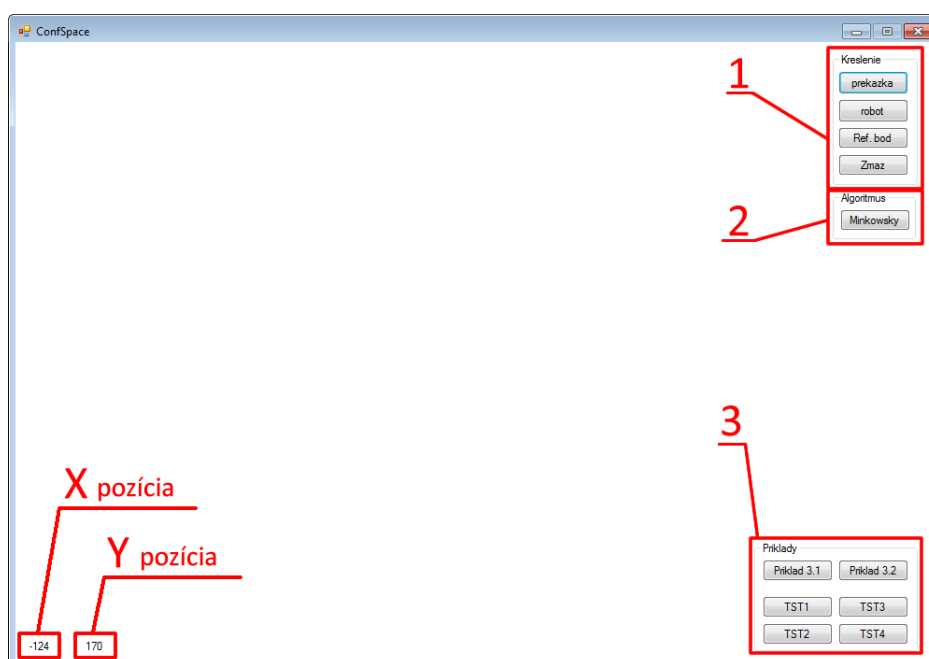 ConfSpace
1
Kreslenie
prekazka
robot
Ref. bod
Zmaz
2
Algoritmus
Minkowsky
3
X pozícia
Y pozícia
Priklady
Priklad 3.1 Priklad 3.2
TST1 TST3
TST2 TST4
-124 170